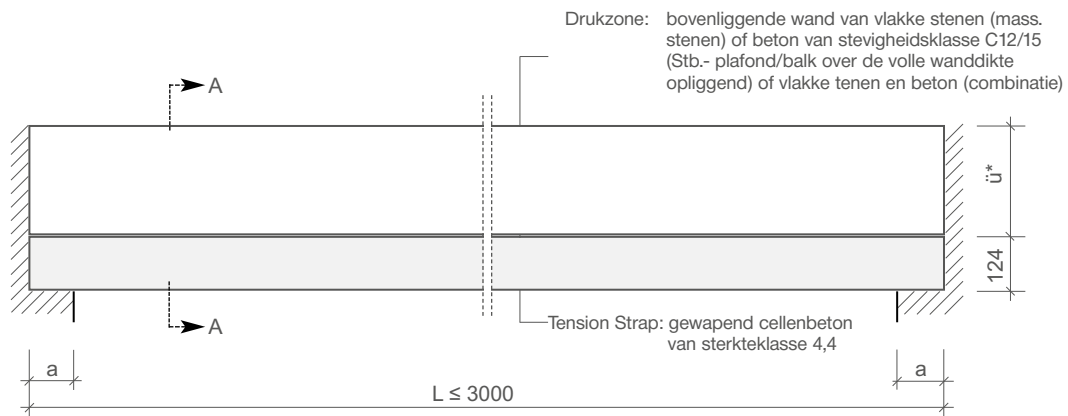 Drukzone: bovenliggende wand van vlakke stenen (mass.
stenen) of beton van stevigheidsklasse C12/15
(Stb.- plafond/balk over de volle wanddikte
opliggend) of vlakke tenen en beton (combinatie)
A
ü*
124
A
Tension Strap: gewapend cellenbeton
van sterkteklasse 4,4
a
a
L ≤ 3000